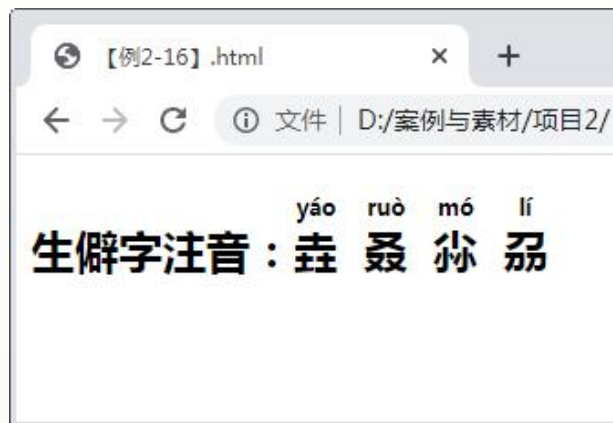 【例2-16】.html
文件 D:/案例与素材/项目2/
yáo ruò mó lí
生僻字注音：垚 叒 尛 刕